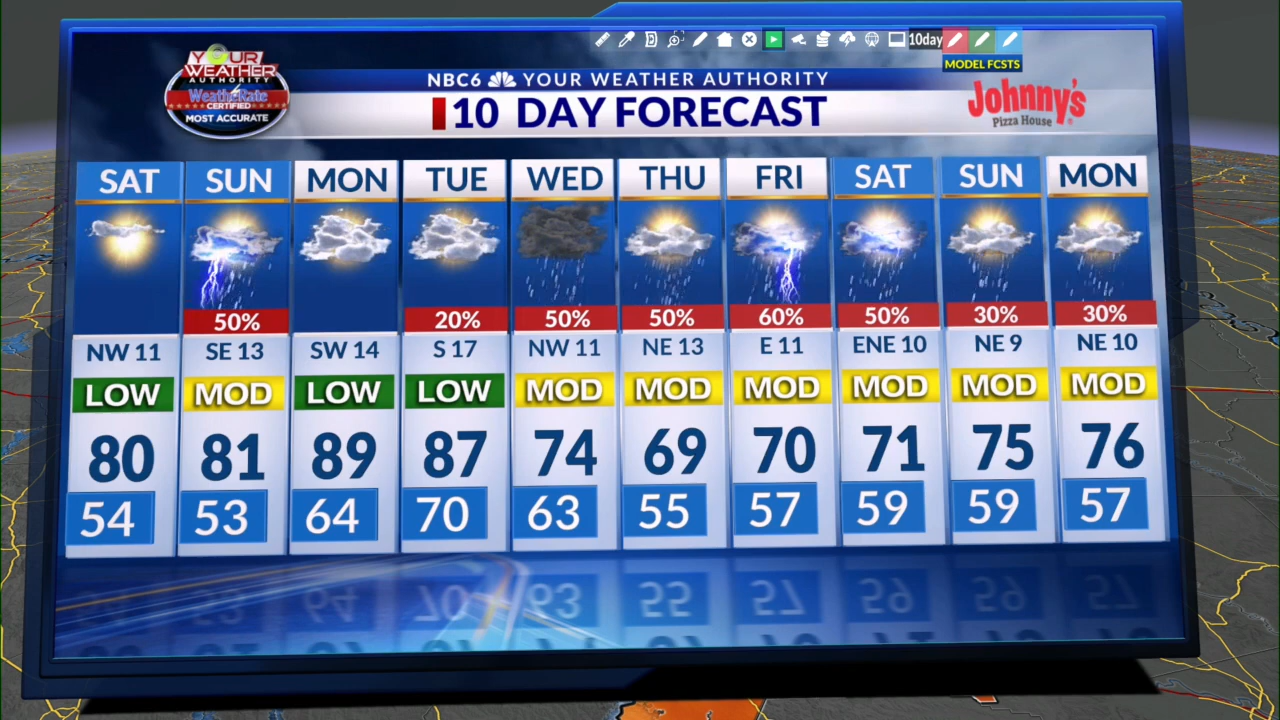 10day
MODEL FCSTS
YOUR
WEATHER
AUTHORITY
WeatheRate
CERTIFIED
MOST ACCURATE
NBC6 YOUR WEATHER AUTHORITY
10 DAY FORECAST
Johnny's
Pizza House
SAT SUN MON TUE WED THU FRI SAT SUN MON
50% 20% 50% 50% 60% 50% 30% 30%
NW 11 SE 13 SW 14 S 17 NW 11 NE 13 E 11 ENE 10 NE 9 NE 10
LOW MOD LOW LOW MOD MOD MOD MOD MOD MOD
80 81 89 87 74 69 70 71 75 76
54 53 64 70 63 55 57 59 59 57